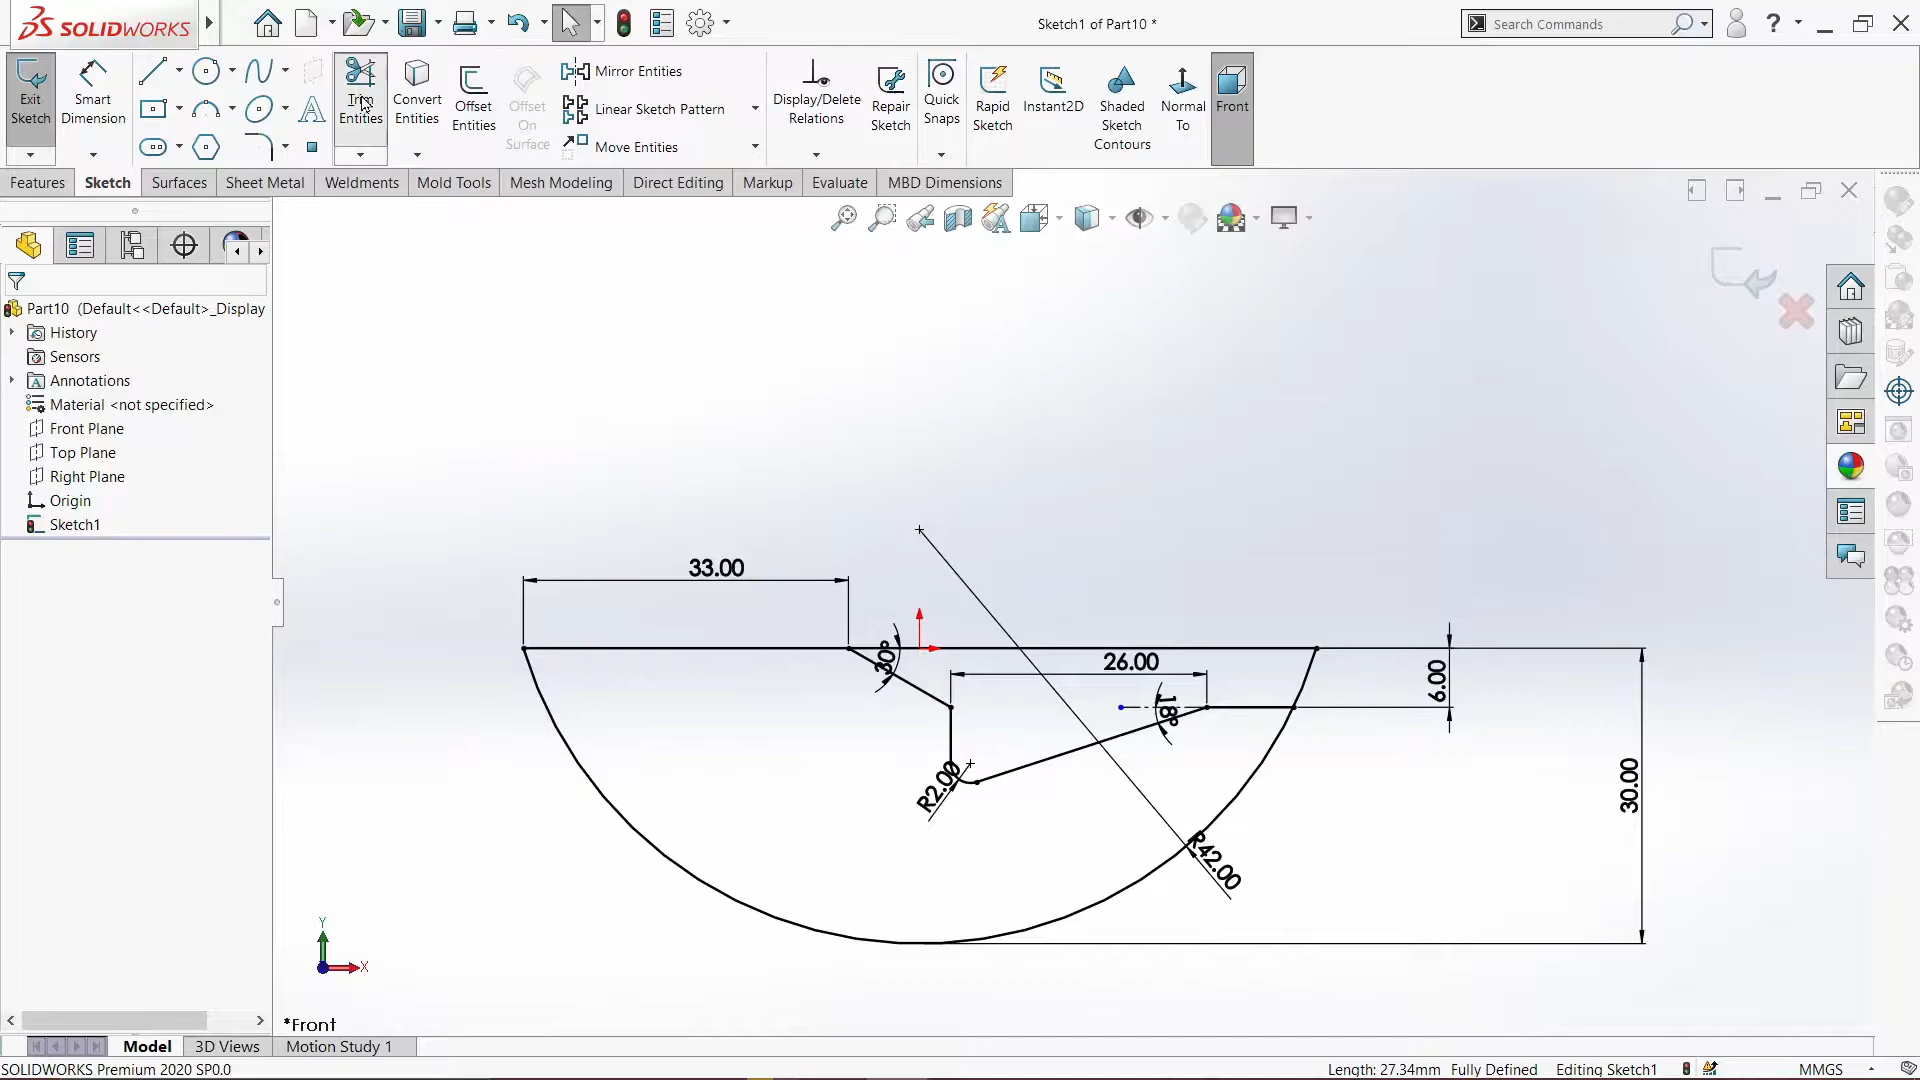 SOLIDWORKS
Sketch1 of Part10 *
Search Commands
Exit Sketch
Smart Dimension
Trim Entities
Convert Entities
Offset Entities
Offset On Surface
Mirror Entities
Linear Sketch Pattern
Move Entities
Display/Delete Relations
Repair Sketch
Quick Snaps
Rapid Sketch
Instant2D
Shaded Sketch Contours
Normal To
Front
Features
Sketch
Surfaces
Sheet Metal
Weldments
Mold Tools
Mesh Modeling
Direct Editing
Markup
Evaluate
MBD Dimensions
Part10 (Default<<Default>_Display
History
Sensors
Annotations
Material <not specified>
Front Plane
Top Plane
Right Plane
Origin
Sketch1
33.00
30°
26.00
18°
6.00
30.00
R2.00
R42.00
Y
X
*Front
Model
3D Views
Motion Study 1
SOLIDWORKS Premium 2020 SP0.0
Length: 27.34mm
Fully Defined
Editing Sketch1
MMGS